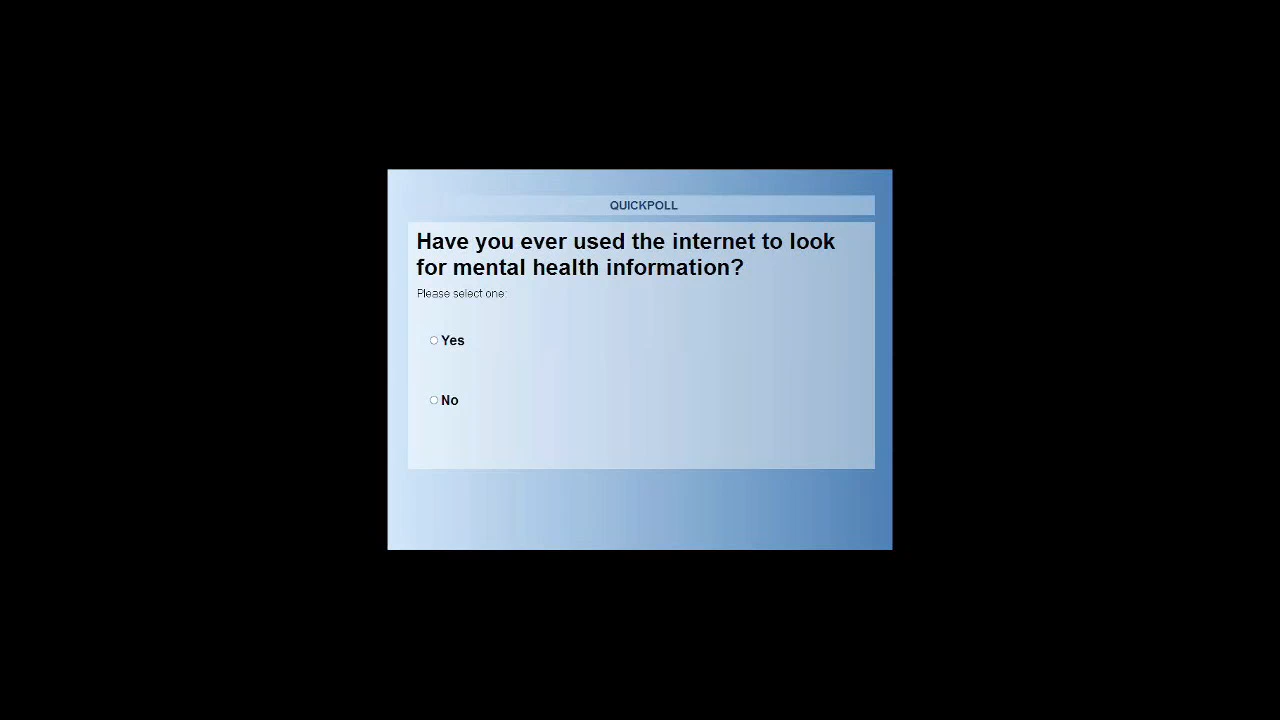 QUICKPOLL
Have you ever used the internet to look
for mental health information?
Please select one:
Yes
No